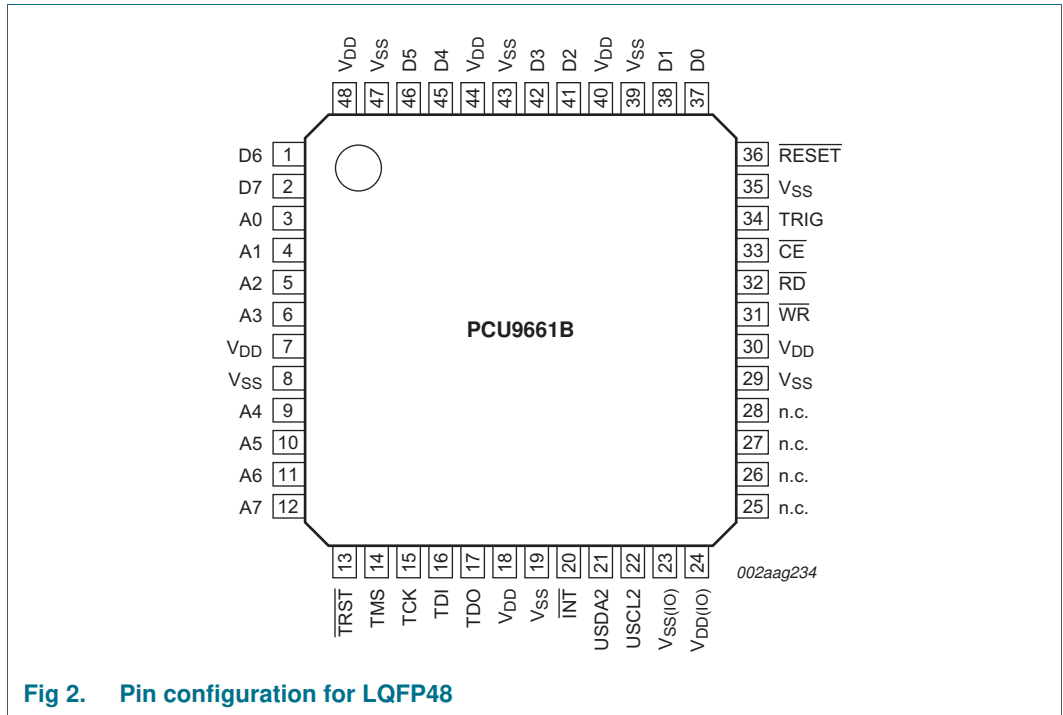 VDD VSS D5 D4 VDD VSS D3 D2 VDD VSS D1 D0
48 47 46 45 44 43 42 41 40 39 38 37
D6 1 36 RESET
D7 2 35 VSS
A0 3 34 TRIG
A1 4 33 CE
A2 5 32 RD
A3 6 31 WR
PCU9661B
VDD 7 30 VDD
VSS 8 29 VSS
A4 9 28 n.c.
A5 10 27 n.c.
A6 11 26 n.c.
A7 12 25 n.c.
13 14 15 16 17 18 19 20 21 22 23 24
TRST TMS TCK TDI TDO VDD VSS INT USDA2 USCL2 VSS(IO) VDD(IO)
002aag234
Fig 2. Pin configuration for LQFP48